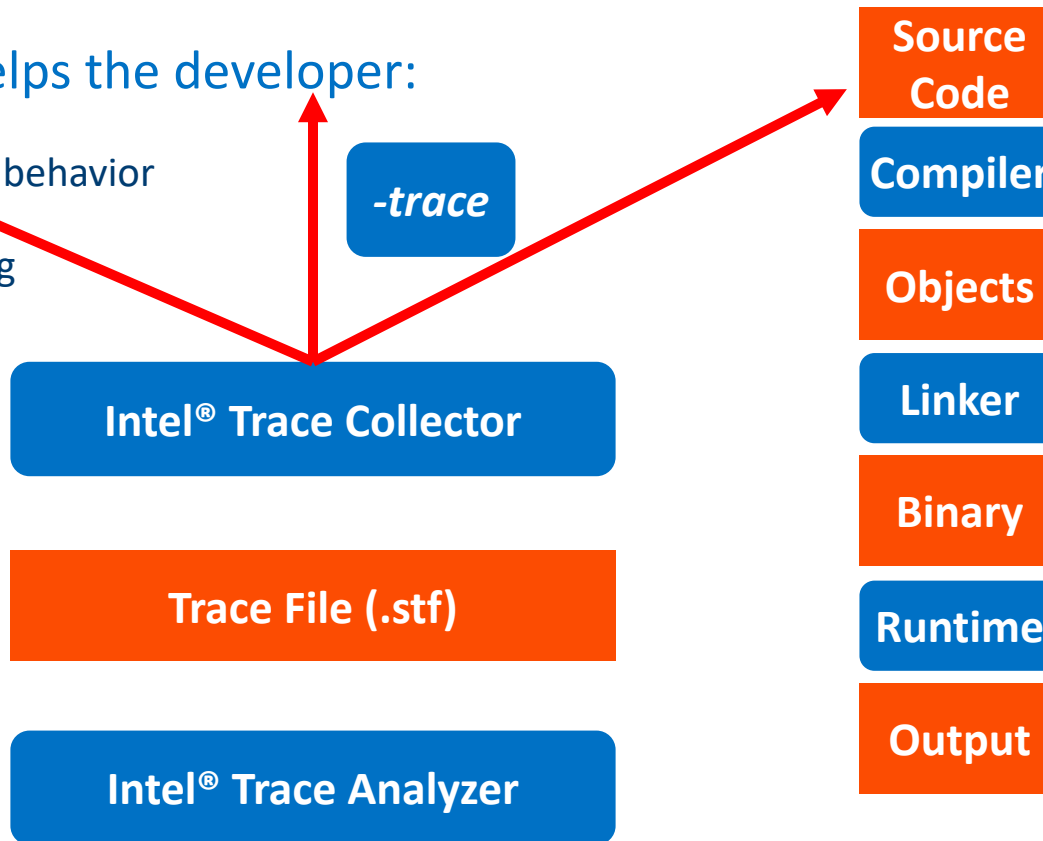 elps the developer:
behavior
g
-trace
Intel® Trace Collector
Trace File (.stf)
Intel® Trace Analyzer
Source
Code
Compiler
Objects
Linker
Binary
Runtime
Output